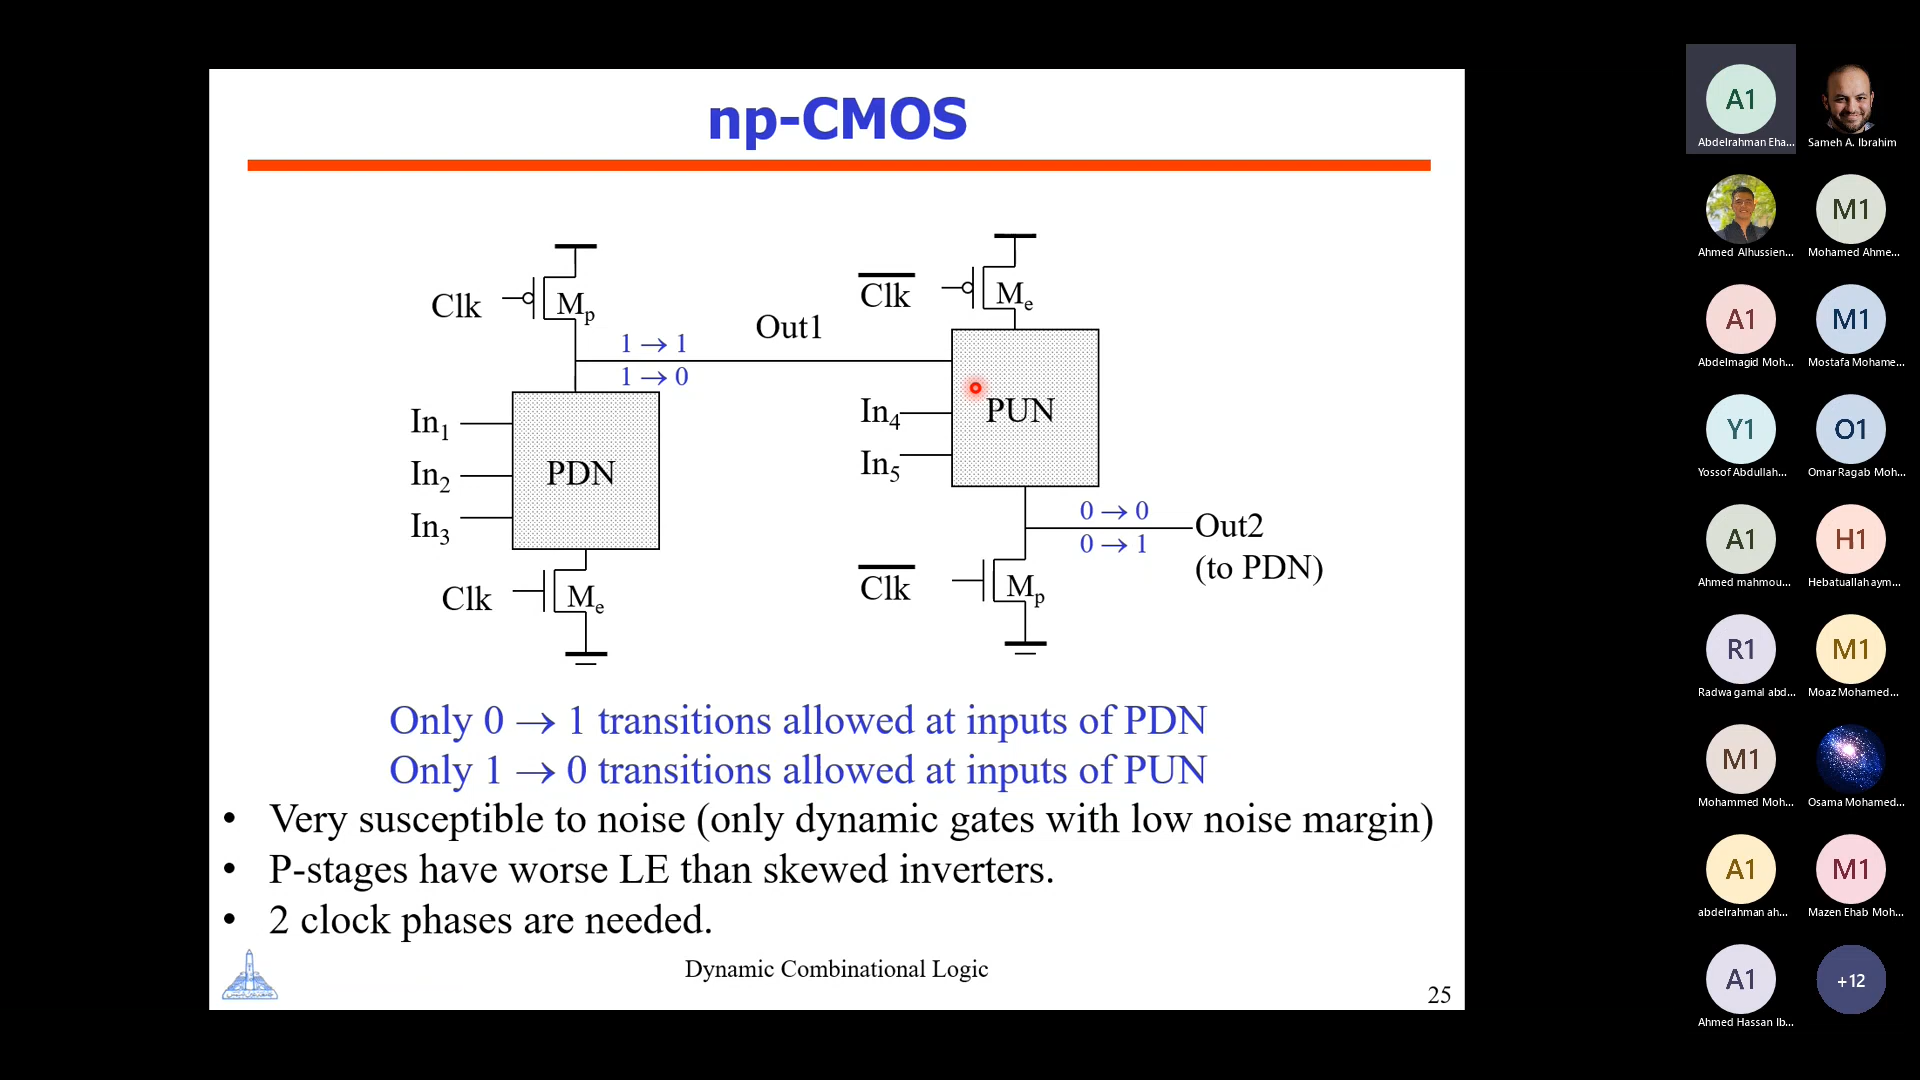 np-CMOS
Clk
Mp
Clk
Me
Out1
1 → 1
1 → 0
In1
In2
In3
PDN
In4
In5
PUN
0 → 0
0 → 1
Out2
(to PDN)
Clk
Me
Clk
Mp
Only 0 → 1 transitions allowed at inputs of PDN
Only 1 → 0 transitions allowed at inputs of PUN
• Very susceptible to noise (only dynamic gates with low noise margin)
• P-stages have worse LE than skewed inverters.
• 2 clock phases are needed.
Dynamic Combinational Logic
25
A1
Abdelrahman Eha...
Sameh A. Ibrahim
Ahmed Alhussien...
M1
Mohamed Ahme...
A1
Abdelmagid Moh...
M1
Mostafa Mohame...
Y1
Yossof Abdullah...
O1
Omar Ragab Moh...
A1
Ahmed mahmou...
H1
Hebatuallah aym...
R1
Radwa gamal abd...
M1
Moaz Mohamed...
M1
Mohammed Moh...
Osama Mohamed...
A1
abdelrahman ah...
M1
Mazen Ehab Moh...
A1
Ahmed Hassan Ib...
+12